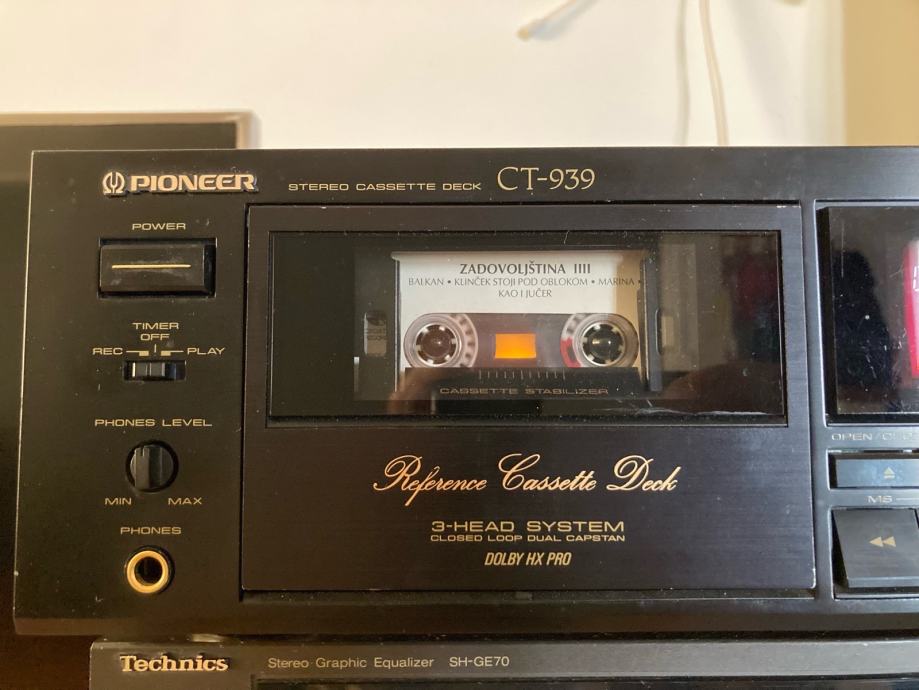 PIONEER STEREO CASSETTE DECK CT-939
POWER
TIMER
OFF
REC PLAY
PHONES LEVEL
MIN MAX
PHONES
ZADOVOLJŠTINA IIII
BALKAN • KLINČEK STOJI POD OBLOKOM • MARINA •
KAO I JUČER
CASSETTE STABILIZER
Reference Cassette Deck
3-HEAD SYSTEM
CLOSED LOOP DUAL CAPSTAN
DOLBY HX PRO
OPEN/
MS
Technics Stereo Graphic Equalizer SH-GE70